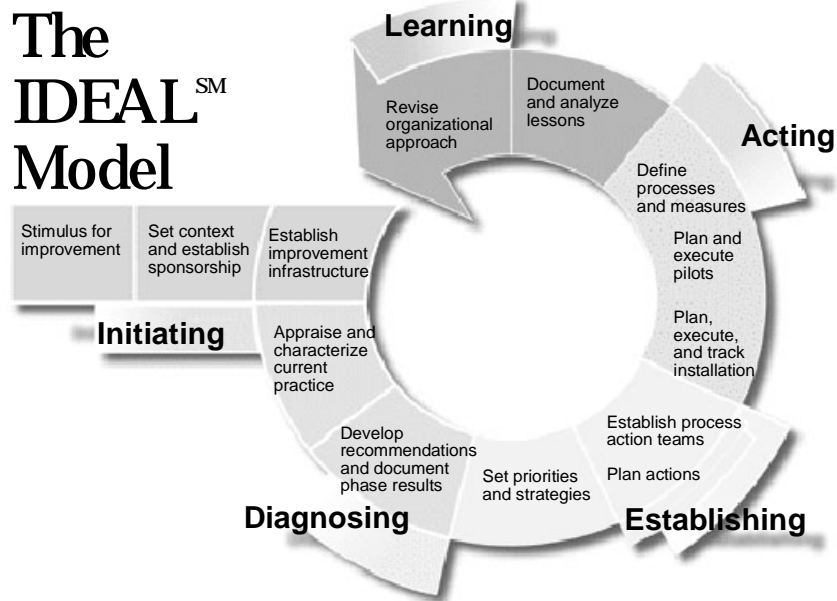 The
IDEAL SM
Model
Learning
Revise
organizational
approach
Document
and analyze
lessons
Acting
Define
processes
and measures
Plan and
execute
pilots
Plan,
execute,
and track
installation
Stimulus for
improvement
Set context
and establish
sponsorship
Establish
improvement
infrastructure
Initiating
Appraise and
characterize
current
practice
Develop
recommendations
and document
phase results
Diagnosing
Set priorities
and strategies
Establish process
action teams
Plan actions
Establishing